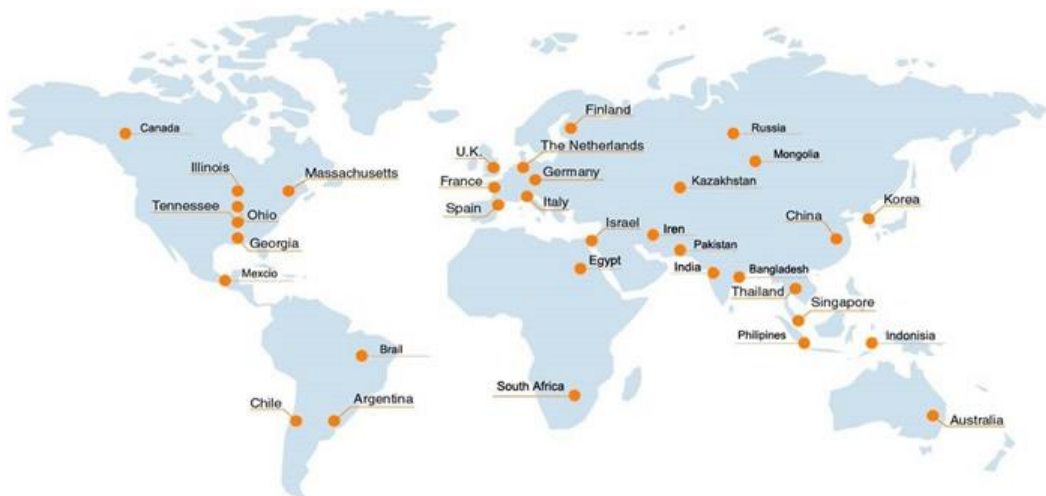 Finland
Canada
Russia
The Netherlands
U.K.
Mongolia
Illinois
Massachusetts
Germany
France
Kazakhstan
Italy
Korea
Tennessee
Spain
Ohio
China
Israel
Iren
Georgia
Pakistan
Egypt
India
Mexcio
Bangladesh
Thailand
Singapore
Philipines
Indonisia
Brail
South Africa
Chile
Argentina
Australia